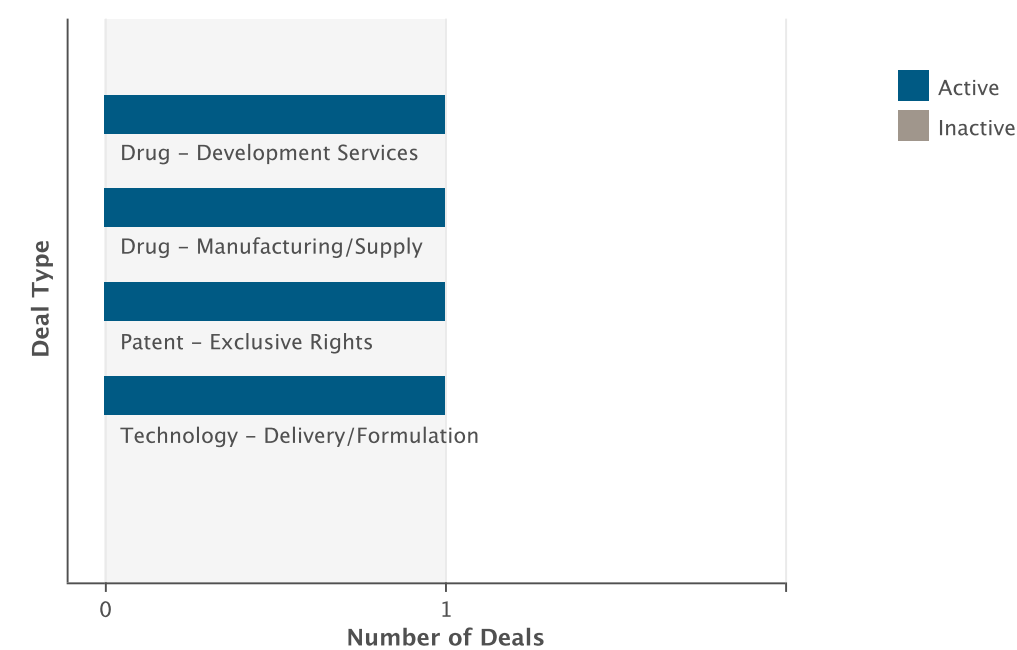 Active
Inactive
Drug – Development Services
Drug – Manufacturing/Supply
Patent – Exclusive Rights
Technology – Delivery/Formulation
Deal Type
0
1
Number of Deals